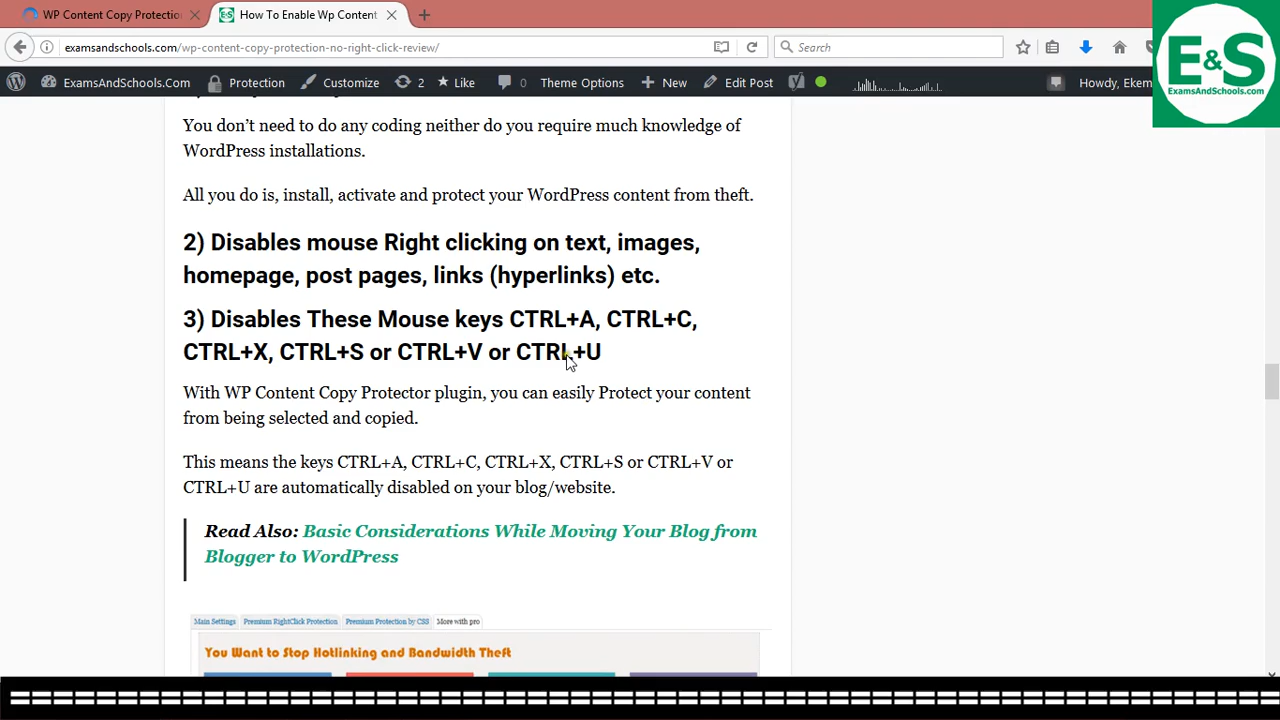 WP Content Copy Protection
How To Enable Wp Content
examsandschools.com/wp-content-copy-protection-no-right-click-review/
Search
ExamsAndSchools.Com
Protection
Customize
2
Like
0
Theme Options
New
Edit Post
Howdy, Ekem
E&S
ExamsAndSchools.Com
You don’t need to do any coding neither do you require much knowledge of
WordPress installations.
All you do is, install, activate and protect your WordPress content from theft.
2) Disables mouse Right clicking on text, images,
homepage, post pages, links (hyperlinks) etc.
3) Disables These Mouse keys CTRL+A, CTRL+C,
CTRL+X, CTRL+S or CTRL+V or CTRL+U
With WP Content Copy Protector plugin, you can easily Protect your content
from being selected and copied.
This means the keys CTRL+A, CTRL+C, CTRL+X, CTRL+S or CTRL+V or
CTRL+U are automatically disabled on your blog/website.
Read Also: Basic Considerations While Moving Your Blog from
Blogger to WordPress
Main Settings
Premium RightClick Protection
Premium Protection by CSS
More with pro
You Want to Stop Hotlinking and Bandwidth Theft